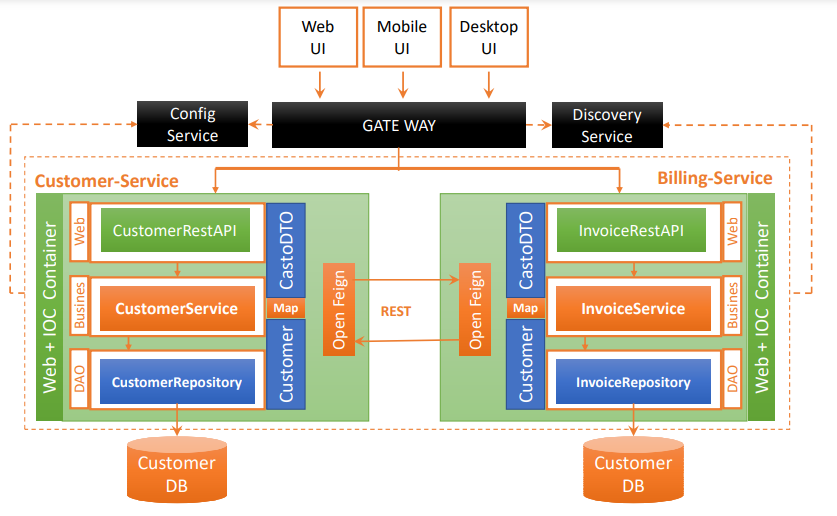 Web
UI
Mobile
UI
Desktop
UI
Config
Service
GATE WAY
Discovery
Service
Customer-Service
Billing-Service
Web + IOC Container
Web
CustomerRestAPI
CastoDTO
Busines
CustomerService
Map
DAO
CustomerRepository
Customer
Open Feign
REST
Open Feign
CastoDTO
InvoiceRestAPI
Web
Map
InvoiceService
Busines
Customer
InvoiceRepository
DAO
Web + IOC Container
Customer
DB
Customer
DB